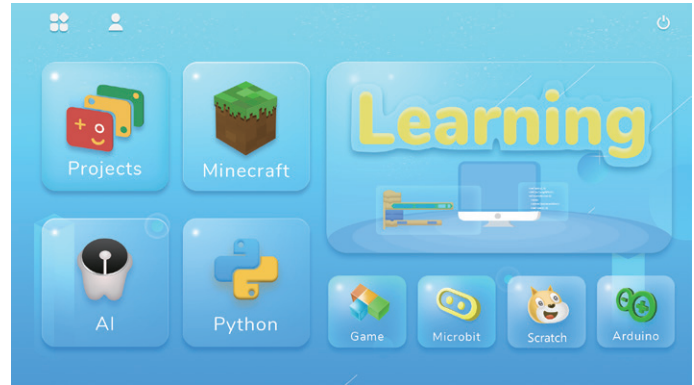 Projects
Minecraft
Learning
AI
Python
Game
Microbit
Scratch
Arduino